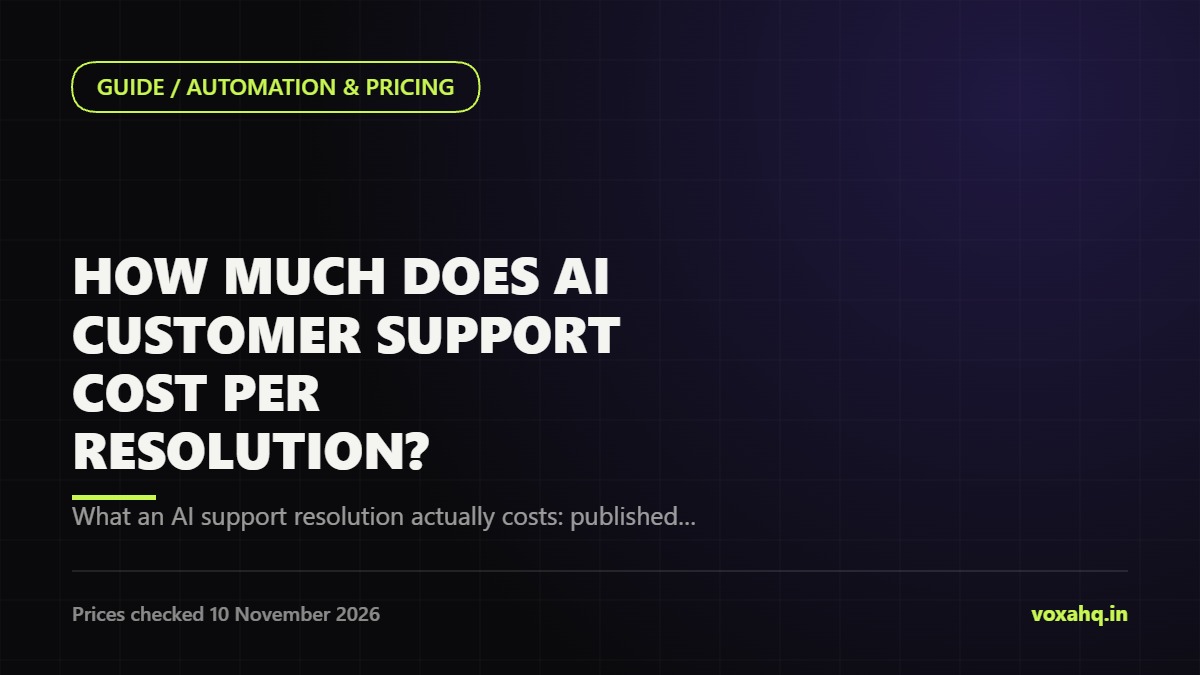 GUIDE / AUTOMATION & PRICING
HOW MUCH DOES AI
CUSTOMER SUPPORT
COST PER
RESOLUTION?
What an AI support resolution actually costs: published...
Prices checked 10 November 2026
voxahq.in